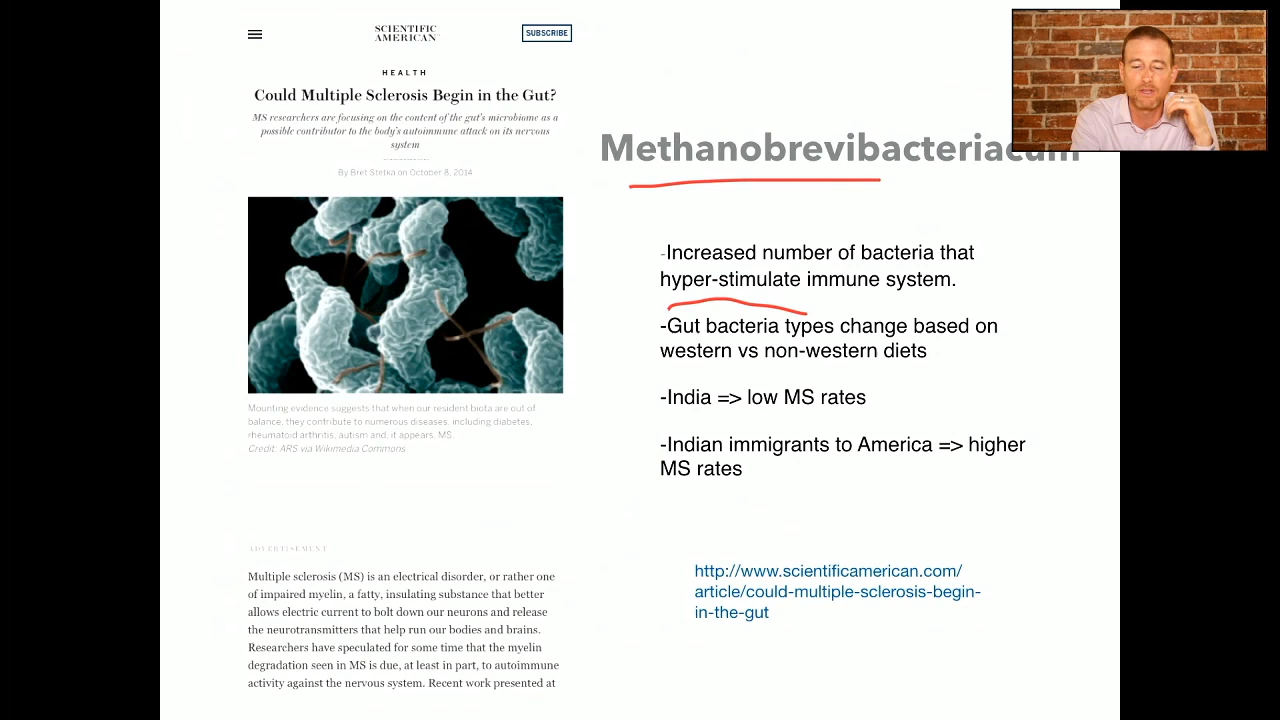 SCIENTIFIC
AMERICAN
SUBSCRIBE
HEALTH
Could Multiple Sclerosis Begin in the Gut?
MS researchers are focusing on the content of the gut's microbiome as a
possible contributor to the body's autoimmune attack on its nervous
system
By Bret Stetka on October 8, 2014
Mounting evidence suggests that when our resident biota are out of
balance, they contribute to numerous diseases, including diabetes,
rheumatoid arthritis, autism and, it appears, MS.
Credit: ARS via Wikimedia Commons
ADVERTISEMENT
Multiple sclerosis (MS) is an electrical disorder, or rather one
of impaired myelin, a fatty, insulating substance that better
allows electric current to bolt down our neurons and release
the neurotransmitters that help run our bodies and brains.
Researchers have speculated for some time that the myelin
degradation seen in MS is due, at least in part, to autoimmune
activity against the nervous system. Recent work presented at
Methanobrevibacteriacum
-Increased number of bacteria that
hyper-stimulate immune system.
-Gut bacteria types change based on
western vs non-western diets
-India => low MS rates
-Indian immigrants to America => higher
MS rates
http://www.scientificamerican.com/
article/could-multiple-sclerosis-begin-
in-the-gut